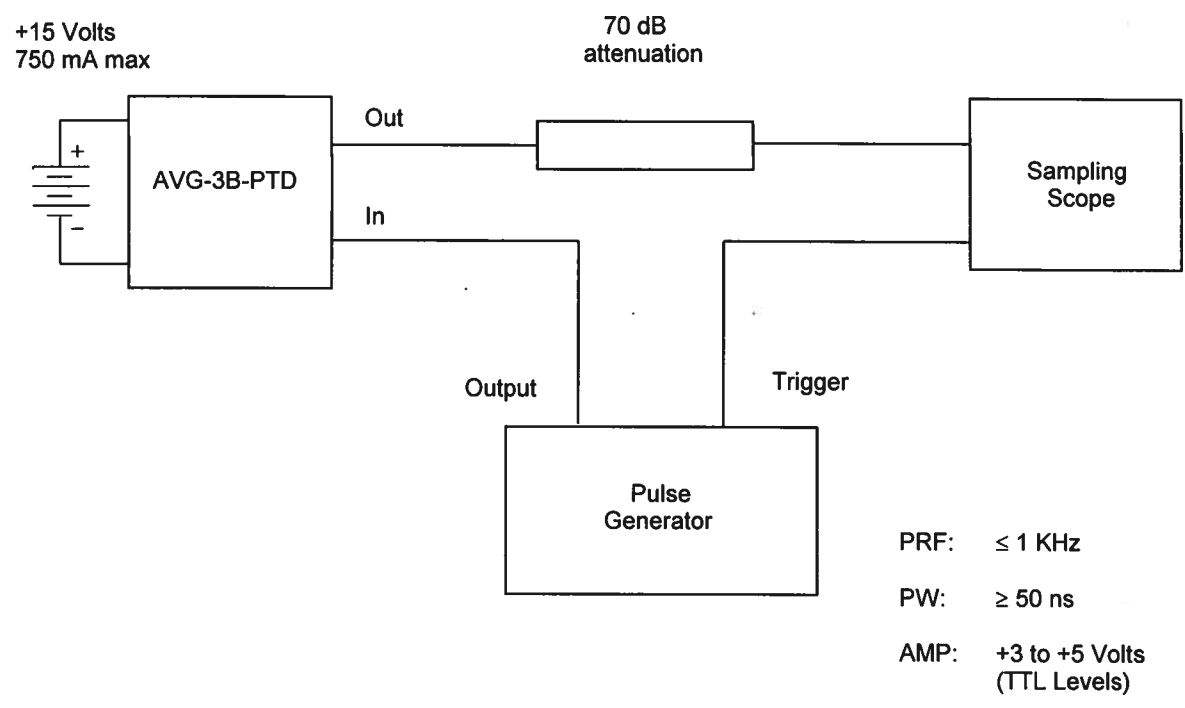 +15 Volts
750 mA max
70 dB
attenuation
Out
+
AVG-3B-PTD
Sampling
Scope
In
–
Output
Trigger
Pulse
Generator
PRF: ≤ 1 KHz
PW: ≥ 50 ns
AMP: +3 to +5 Volts
(TTL Levels)